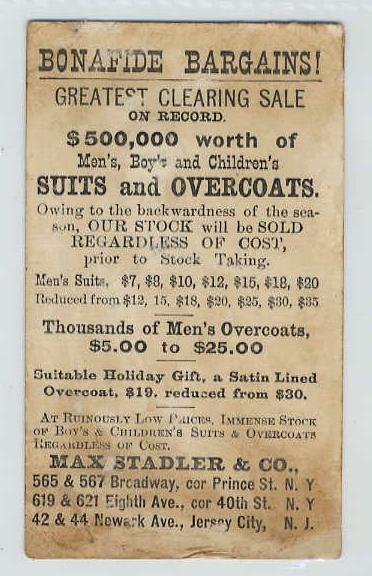 BONAFIDE BARGAINS!
GREATEST CLEARING SALE
ON RECORD.
$500,000 worth of
Men's, Boy's and Children's
SUITS and OVERCOATS.
Owing to the backwardness of the sea-
son, OUR STOCK will be SOLD
REGARDLESS OF COST,
prior to Stock Taking.
Men's Suits, $7, $8, $10, $12, $15, $18, $20
Reduced from $12, 15, $18, $20, $25, $30, $35
Thousands of Men's Overcoats,
$5.00 to $25.00
Suitable Holiday Gift, a Satin Lined
Overcoat, $19. reduced from $30.
AT RUINOUSLY LOW PRICES, IMMENSE STOCK
OF BOY'S & CHILDREN'S SUITS & OVERCOATS
REGARDLESS OF COST.
MAX STADLER & CO.,
565 & 567 Broadway, cor Prince St. N. Y
619 & 621 Eighth Ave., cor 40th St. N. Y
42 & 44 Newark Ave., Jersey City, N. J.